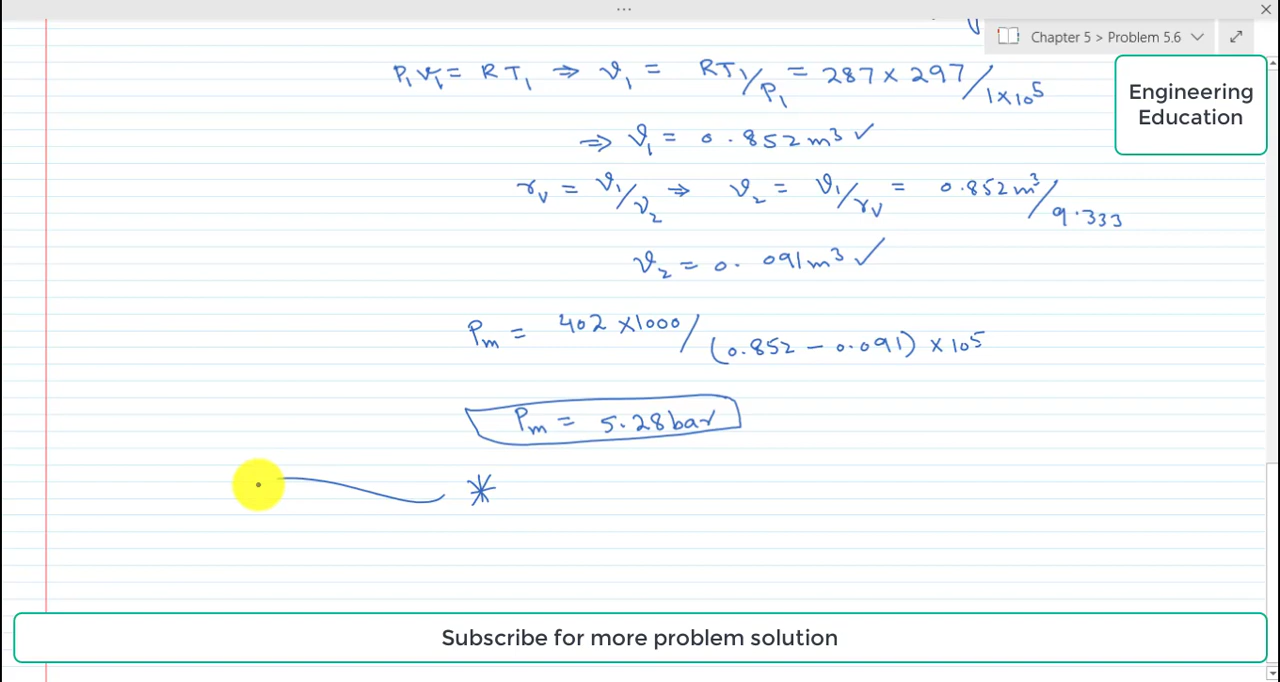 Chapter 5 > Problem 5.6
Engineering
Education
P₁v₁ = RT₁ ⇒ v₁ = RT₁/P₁ = 287 × 297/1×10⁵
⇒ v₁ = 0.852 m³ ✓
rᵥ = v₁/v₂ ⇒ v₂ = v₁/rᵥ = 0.852 m³/9.333
v₂ = 0.091 m³ ✓
Pₘ = 402 × 1000/(0.852 − 0.091) × 10⁵
Pₘ = 5.28 bar
Subscribe for more problem solution